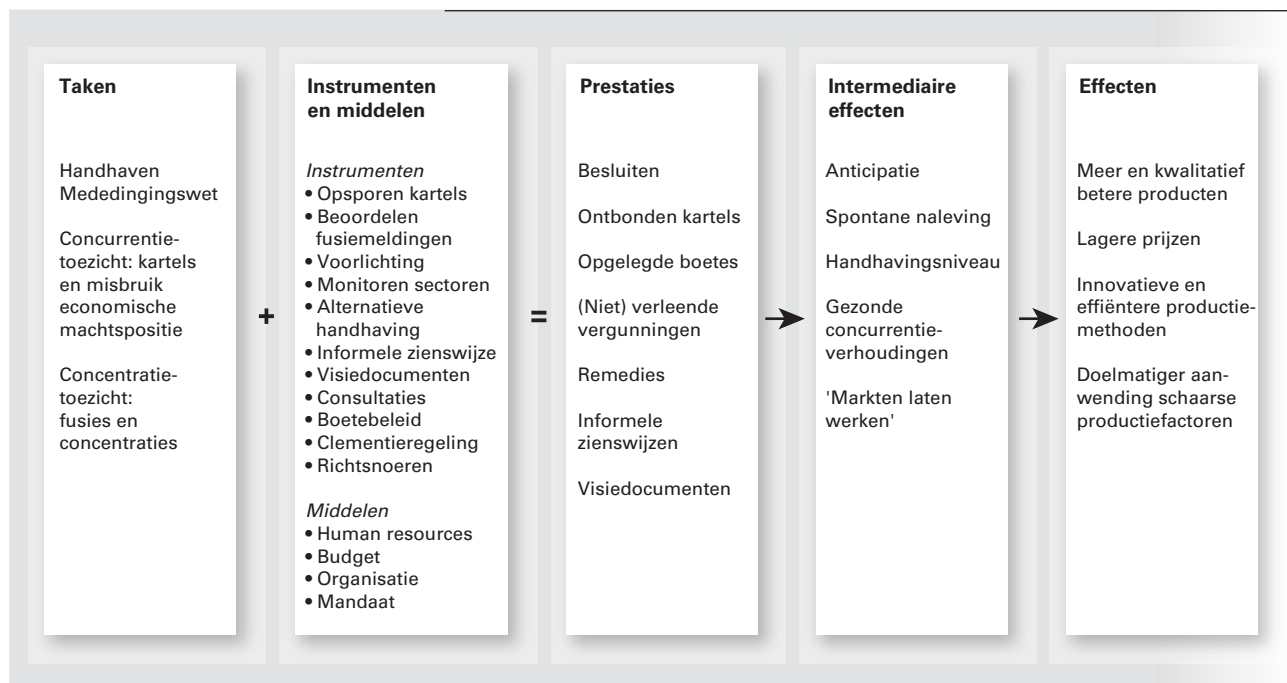 Taken
Handhaven
Mededingingswet
Concurrentie-
toezicht: kartels
en misbruik
economische
machtspositie
Concentratie-
toezicht:
fusies en
concentraties
+
Instrumenten
en middelen
Instrumenten
• Opsporen kartels
• Beoordelen
fusiemeldingen
• Voorlichting
• Monitoren sectoren
• Alternatieve
handhaving
• Informele zienswijze
• Visiedocumenten
• Consultaties
• Boetebeleid
• Clementieregeling
• Richtsnoeren
Middelen
• Human resources
• Budget
• Organisatie
• Mandaat
=
Prestaties
Besluiten
Ontbonden kartels
Opgelegde boetes
(Niet) verleende
vergunningen
Remedies
Informele
zienswijzen
Visiedocumenten
Intermediaire
effecten
Anticipatie
Spontane naleving
Handhavingsniveau
Gezonde
concurrentie-
verhoudingen
'Markten laten
werken'
Effecten
Meer en kwalitatief
betere producten
Lagere prijzen
Innovatieve en
effiëntere productie-
methoden
Doelmatiger aan-
wending schaarse
productiefactoren